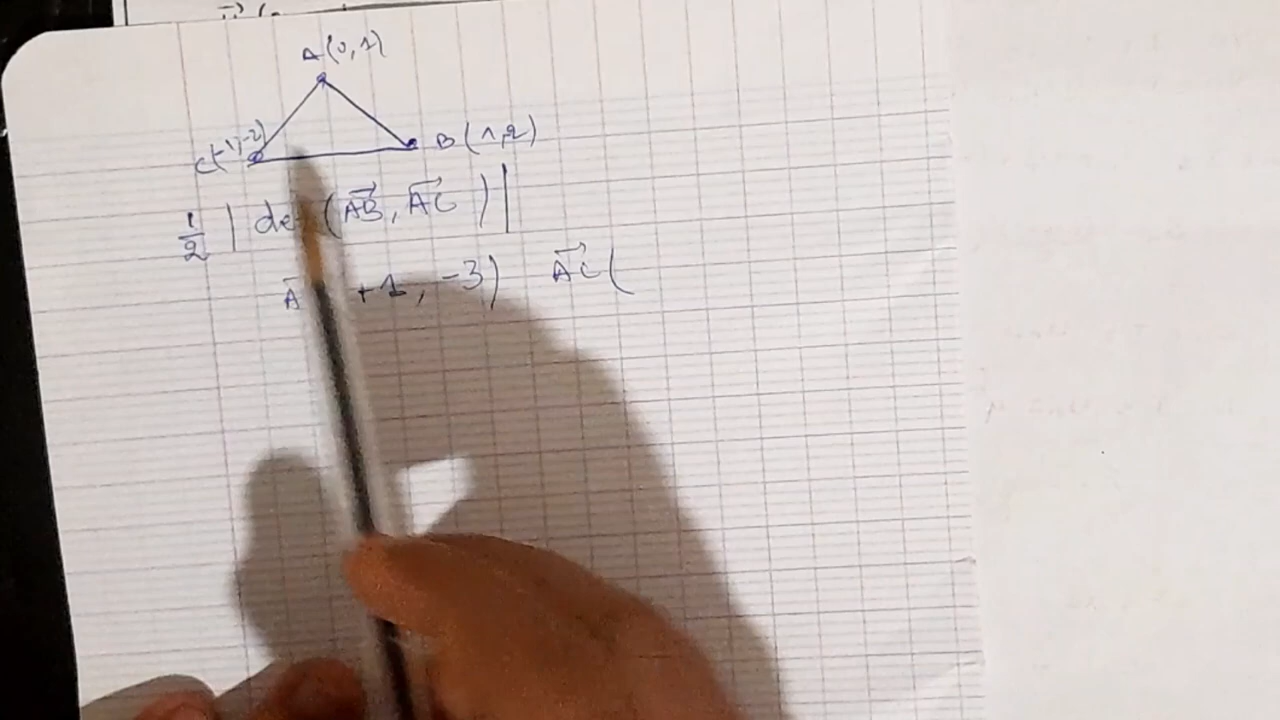 A(0,1)
C(-1,-2) B(1,2)
1/2 | det(AB, AC)|
A +1, -3) AC(